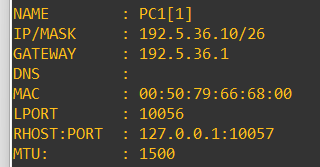 NAME        : PC1[1]
IP/MASK     : 192.5.36.10/26
GATEWAY     : 192.5.36.1
DNS         :
MAC         : 00:50:79:66:68:00
LPORT       : 10056
RHOST:PORT  : 127.0.0.1:10057
MTU:        : 1500